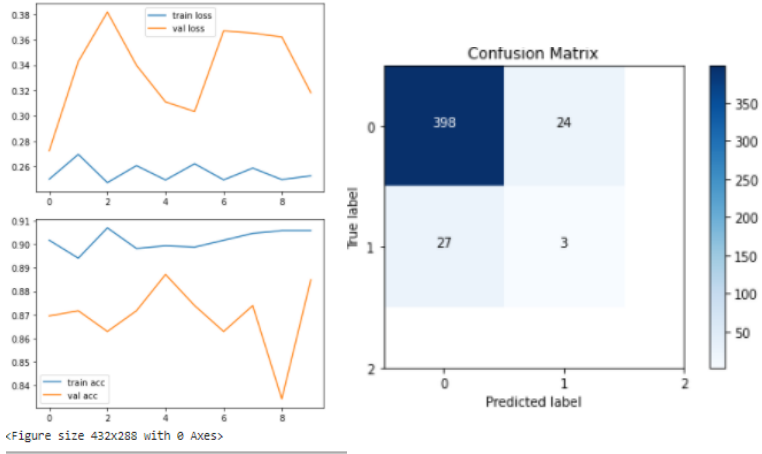 0.38
0.36
0.34
0.32
0.30
0.28
0.26
train loss
val loss
0 2 4 6 8
0.91
0.90
0.89
0.88
0.87
0.86
0.85
0.84
train acc
val acc
0 2 4 6 8
<Figure size 432x288 with 0 Axes>
Confusion Matrix
True label
0
1
2
398 24
27 3
0 1 2
Predicted label
350
300
250
200
150
100
50